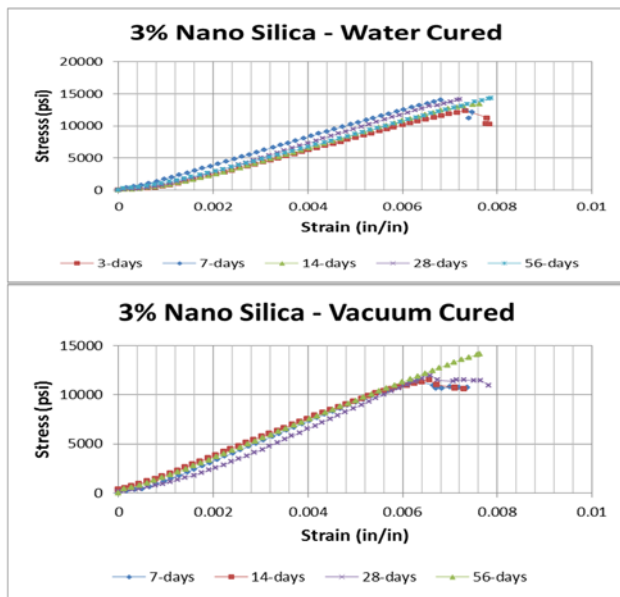 3% Nano Silica - Water Cured
20000
15000
10000
5000
0
Stresss (psi)
0 0.002 0.004 0.006 0.008 0.01
Strain (in/in)
3-days 7-days 14-days 28-days 56-days
3% Nano Silica - Vacuum Cured
15000
10000
5000
0
Stress (psi)
0 0.002 0.004 0.006 0.008 0.01
Strain (in/in)
7-days 14-days 28-days 56-days